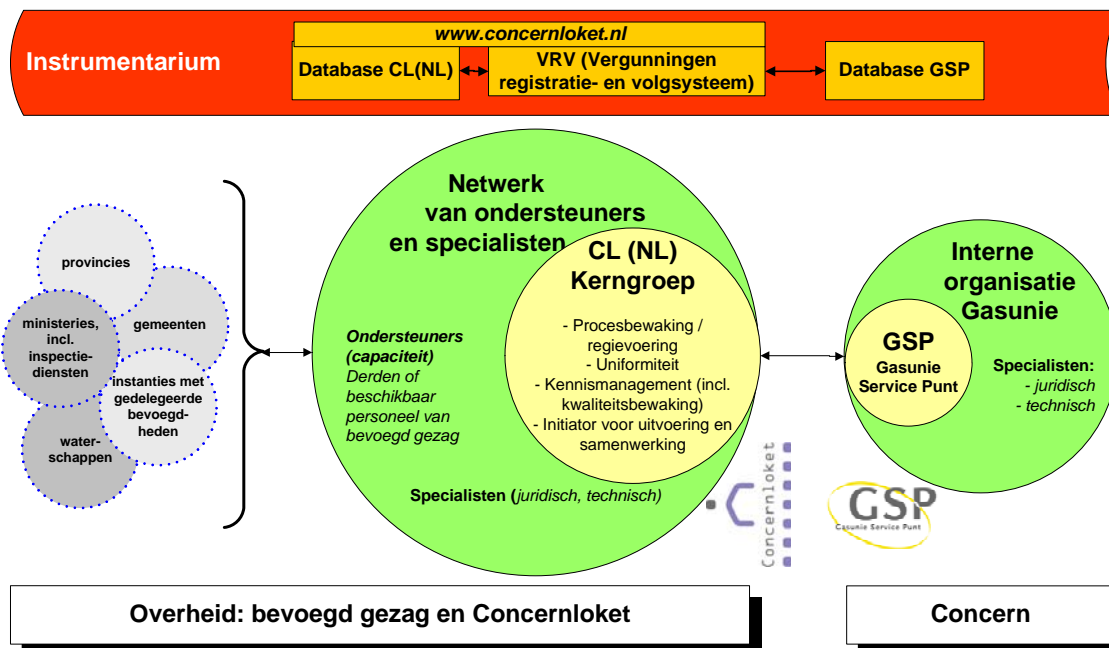 www.concernloket.nl
Instrumentarium
Database CL(NL)
VRV (Vergunningen
registratie- en volgsysteem)
Database GSP
provincies
gemeenten
ministeries,
incl.
inspectie-
diensten
instanties met
gedelegeerde
bevoegd-
heden
water-
schappen
Netwerk
van ondersteuners
en specialisten
Ondersteuners
(capaciteit)
Derden of
beschikbaar
personeel van
bevoegd gezag
Specialisten (juridisch, technisch)
CL (NL)
Kerngroep
- Procesbewaking /
regievoering
- Uniformiteit
- Kennismanagement (incl.
kwaliteitsbewaking)
- Initiator voor uitvoering en
samenwerking
Concernloket
GSP
Gasunie Service Punt
Interne
organisatie
Gasunie
GSP
Gasunie
Service Punt
Specialisten:
- juridisch
- technisch
Overheid: bevoegd gezag en Concernloket
Concern